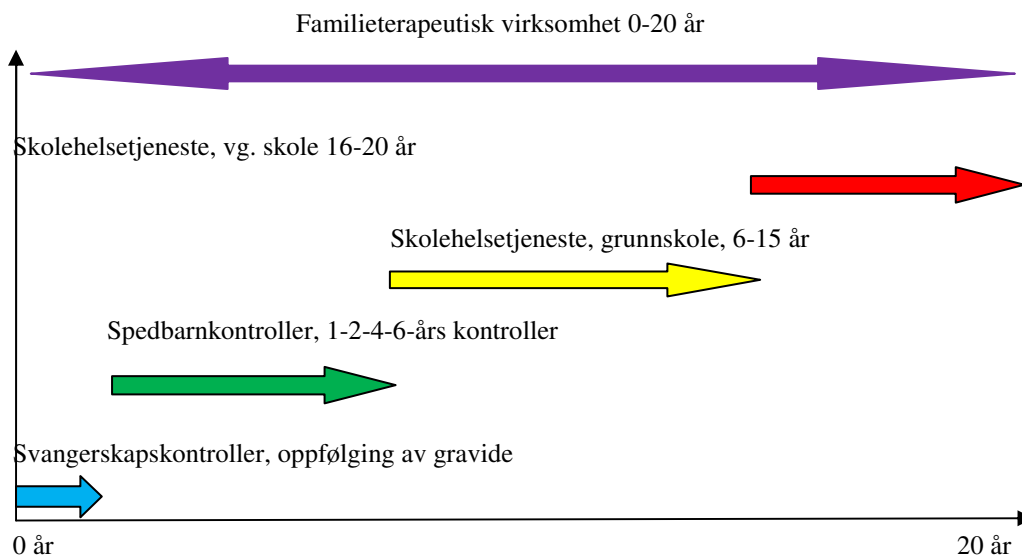 Familieterapeutisk virksomhet 0-20 år
Skolehelsetjeneste, vg. skole 16-20 år
Skolehelsetjeneste, grunnskole, 6-15 år
Spedbarnkontroller, 1-2-4-6-års kontroller
Svangerskapskontroller, oppfølging av gravide
0 år
20 år